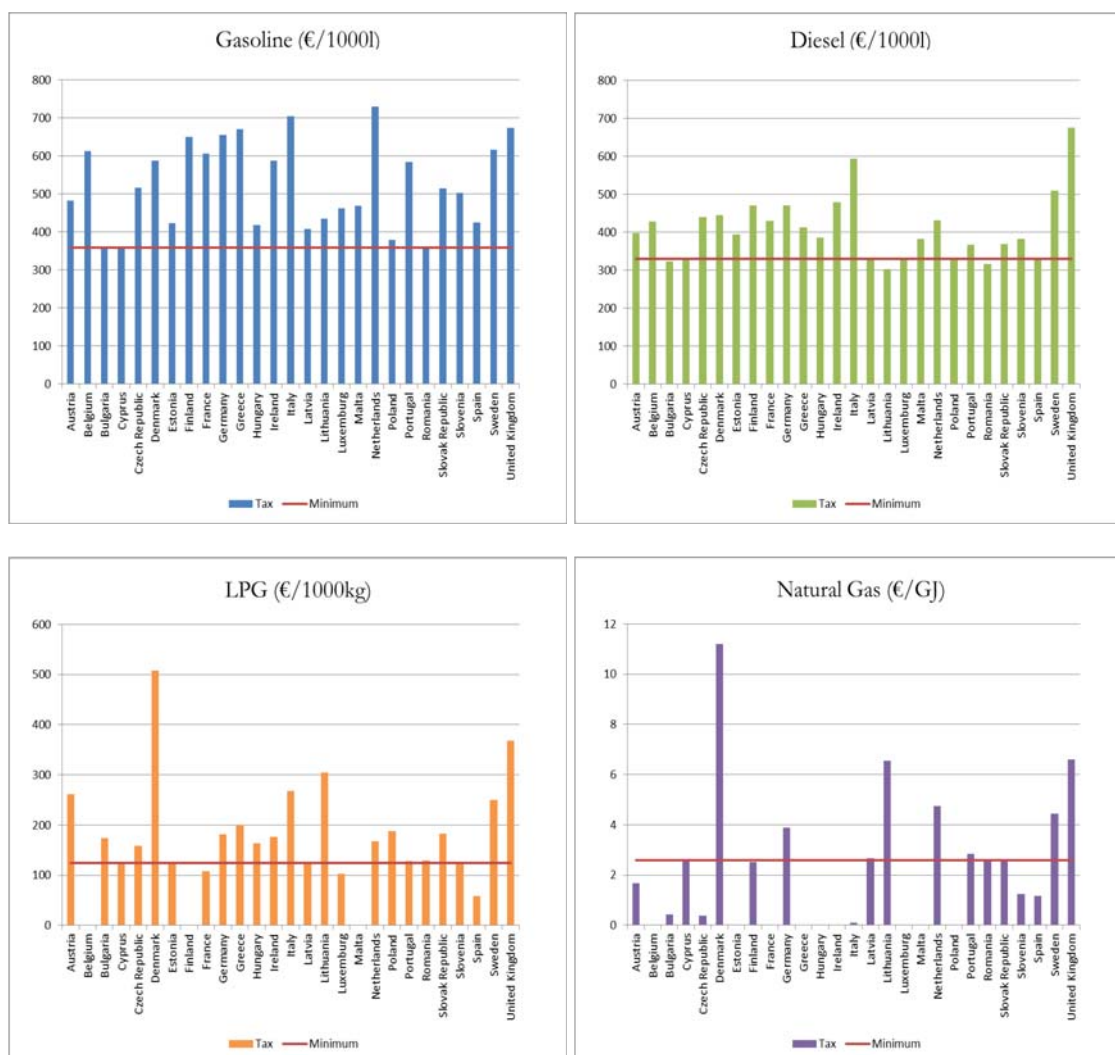 Gasoline (€/1000l)
800
700
600
500
400
300
200
100
0
Austria
Belgium
Bulgaria
Cyprus
Czech Republic
Denmark
Estonia
Finland
France
Germany
Greece
Hungary
Ireland
Italy
Latvia
Lithuania
Luxemburg
Malta
Netherlands
Poland
Portugal
Romania
Slovak Republic
Slovenia
Spain
Sweden
United Kingdom
Tax Minimum
Diesel (€/1000l)
800
700
600
500
400
300
200
100
0
Austria
Belgium
Bulgaria
Cyprus
Czech Republic
Denmark
Estonia
Finland
France
Germany
Greece
Hungary
Ireland
Italy
Latvia
Lithuania
Luxemburg
Malta
Netherlands
Poland
Portugal
Romania
Slovak Republic
Slovenia
Spain
Sweden
United Kingdom
Tax Minimum
LPG (€/1000kg)
600
500
400
300
200
100
0
Austria
Belgium
Bulgaria
Cyprus
Czech Republic
Denmark
Estonia
Finland
France
Germany
Greece
Hungary
Ireland
Italy
Latvia
Lithuania
Luxemburg
Malta
Netherlands
Poland
Portugal
Romania
Slovak Republic
Slovenia
Spain
Sweden
United Kingdom
Tax Minimum
Natural Gas (€/GJ)
12
10
8
6
4
2
0
Austria
Belgium
Bulgaria
Cyprus
Czech Republic
Denmark
Estonia
Finland
France
Germany
Greece
Hungary
Ireland
Italy
Latvia
Lithuania
Luxemburg
Malta
Netherlands
Poland
Portugal
Romania
Slovak Republic
Slovenia
Spain
Sweden
United Kingdom
Tax Minimum